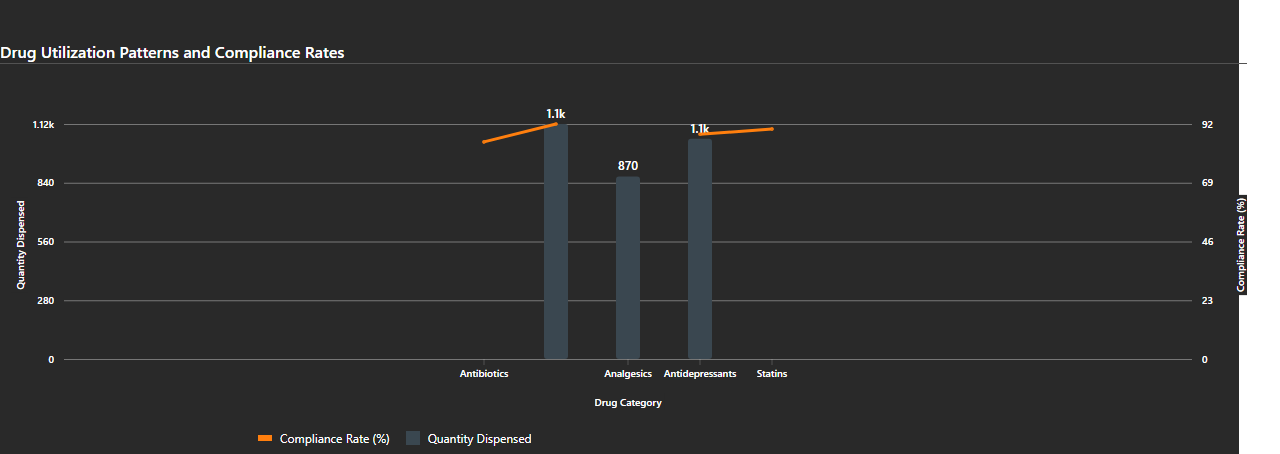 Drug Utilization Patterns and Compliance Rates
1.12k
840
560
280
0
Quantity Dispensed
1.1k
870
1.1k
92
69
46
23
0
Compliance Rate (%)
Antibiotics
Analgesics
Antidepressants
Statins
Drug Category
Compliance Rate (%)
Quantity Dispensed